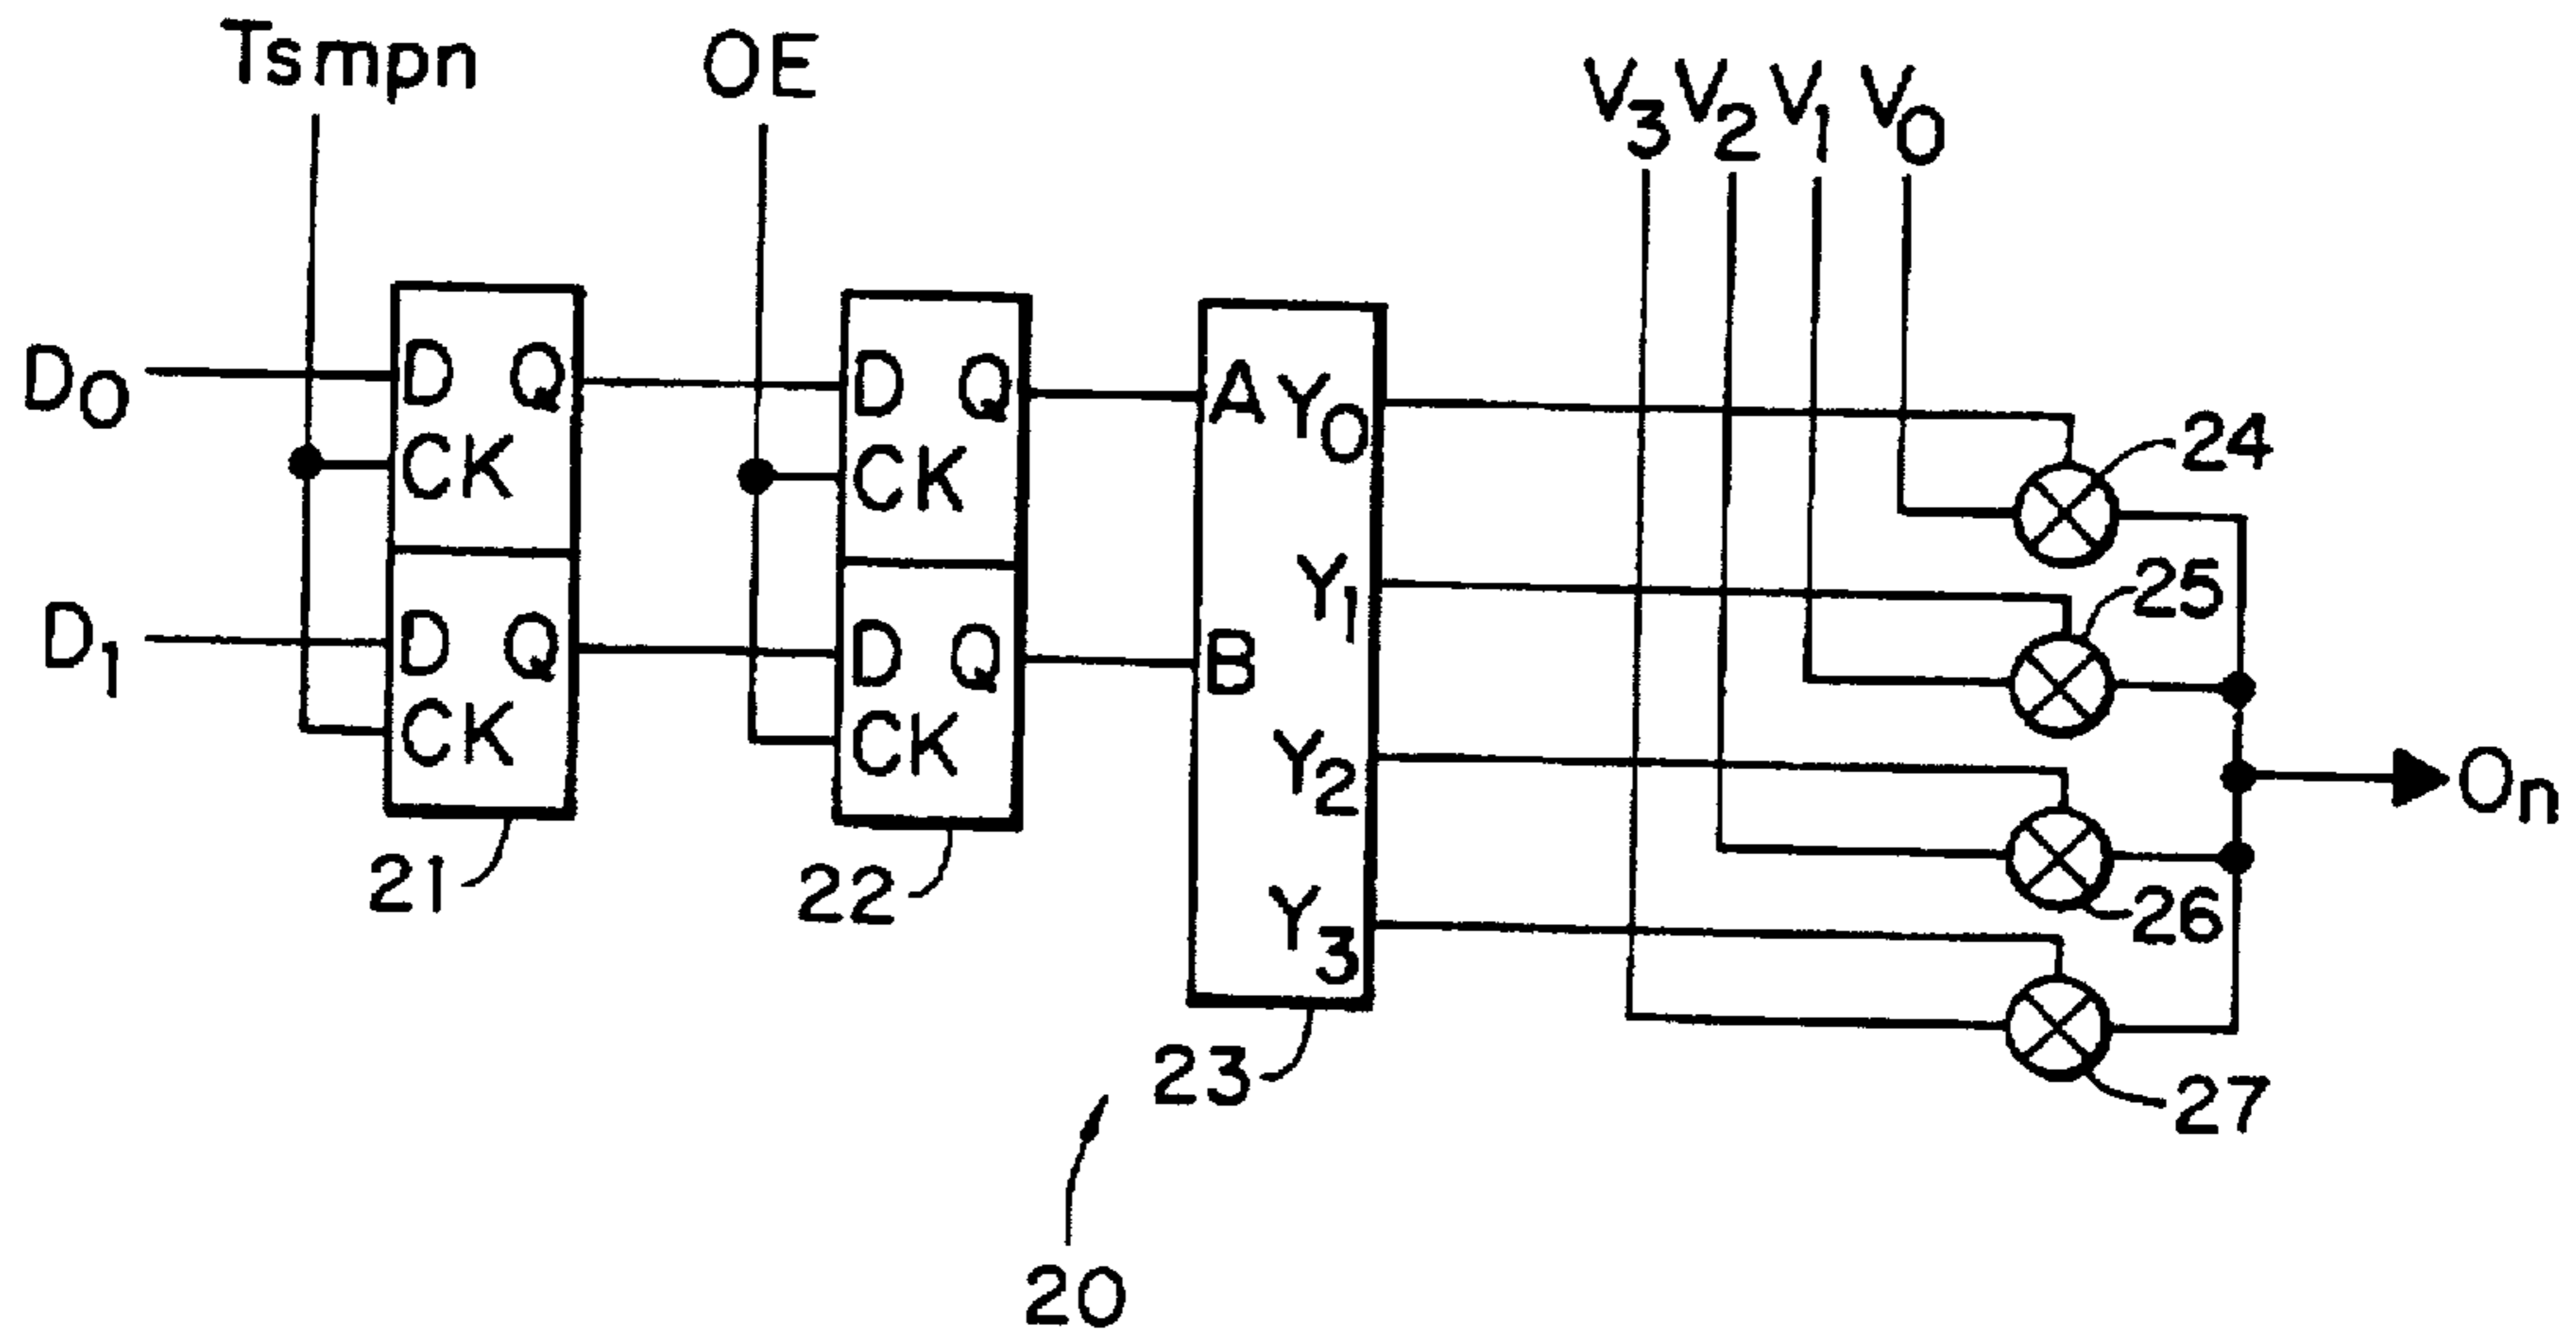 Tsmpn OE V3 V2 V1 V0
D0 D Q D Q A Y0 24
CK CK
Y1 25
D1 D Q D Q B
CK CK Y2 On
21 22 Y3 26
23 27
20